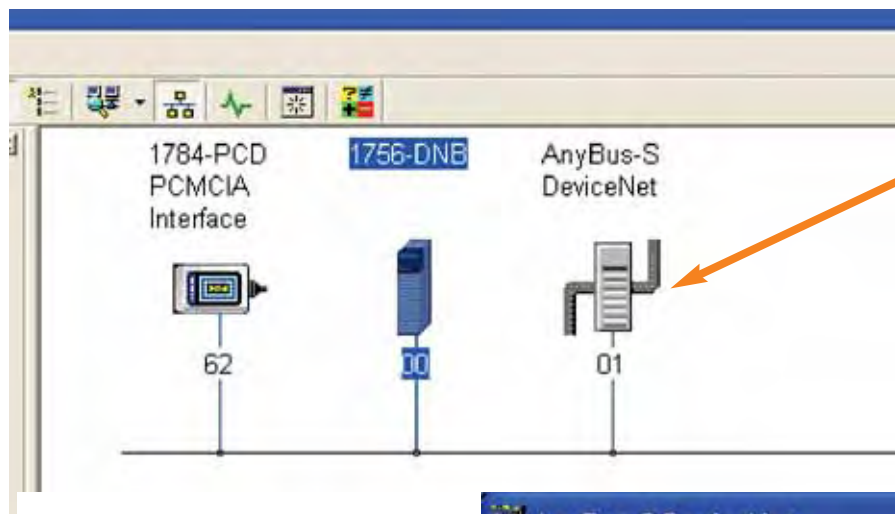 1784-PCD
PCMCIA
Interface
1756-DNB
AnyBus-S
DeviceNet
62
00
01